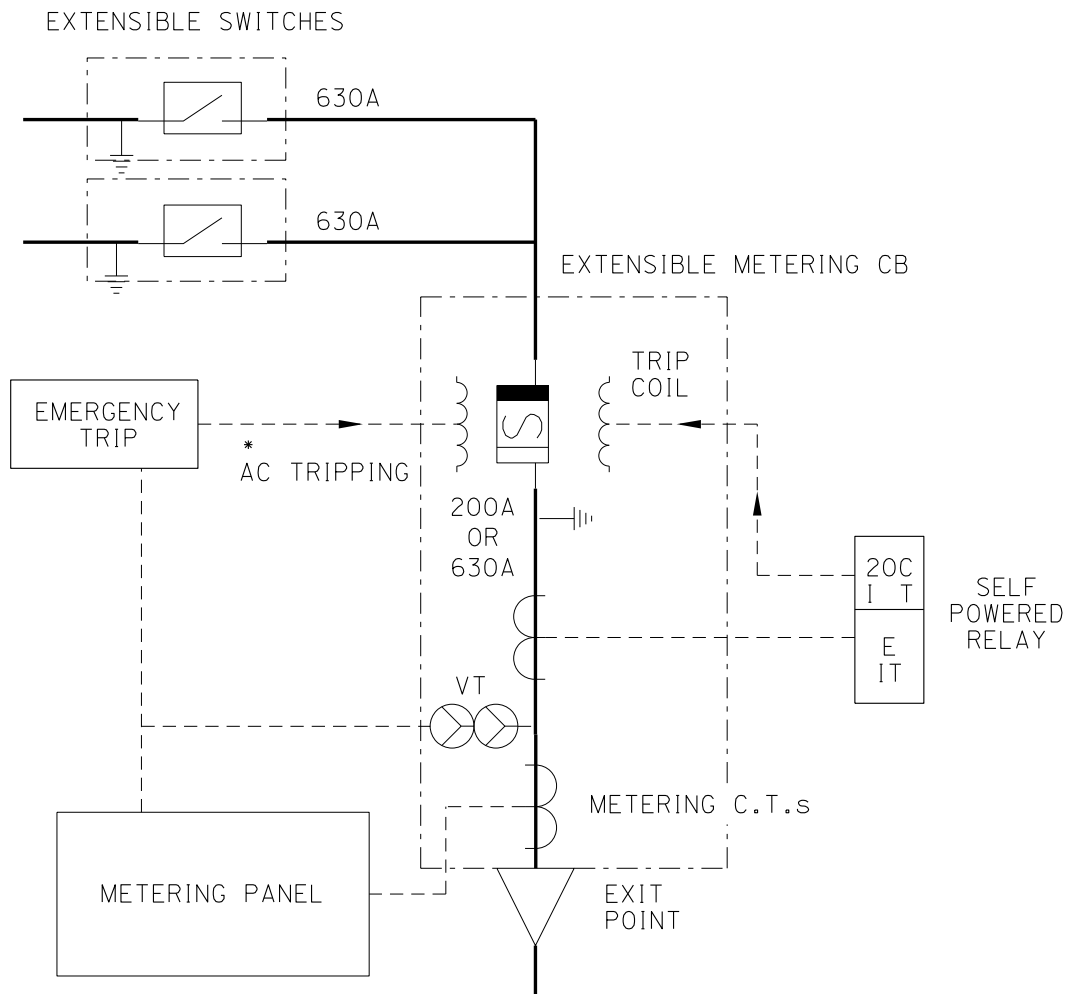 EXTENSIBLE SWITCHES
630A
630A
EXTENSIBLE METERING CB
TRIP
COIL
EMERGENCY
TRIP
*
AC TRIPPING
200A
OR
630A
20C
I T
SELF
POWERED
RELAY
E
IT
VT
METERING C.T.s
METERING PANEL
EXIT
POINT